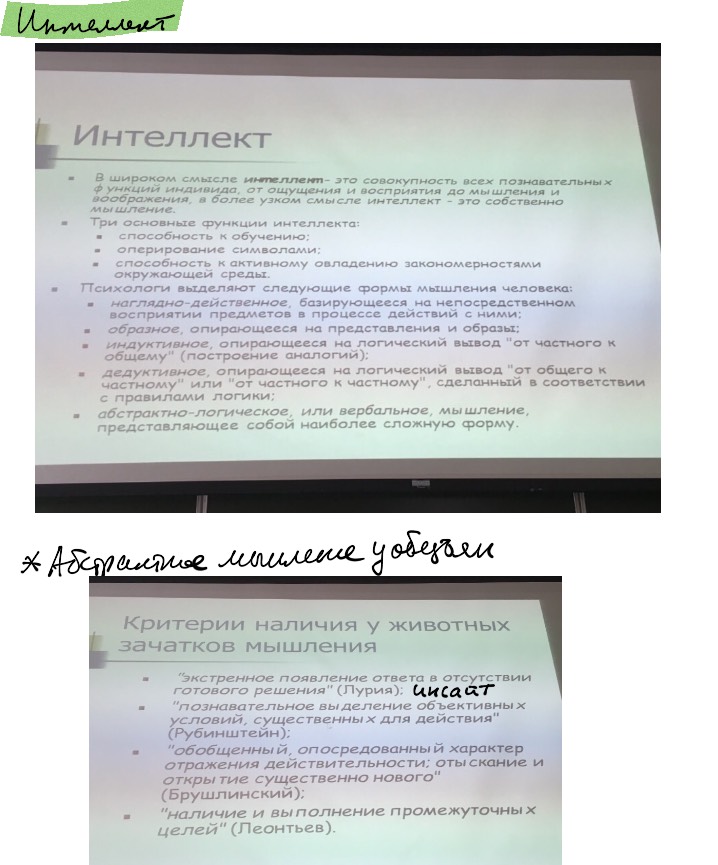 Интеллект
Интеллект
▪ В широком смысле интеллект- это совокупность всех познавательных
функций индивида, от ощущения и восприятия до мышления и
воображения, в более узком смысле интеллект - это собственно
мышление.
▪ Три основные функции интеллекта:
▪ способность к обучению;
▪ оперирование символами;
▪ способность к активному овладению закономерностями
окружающей среды.
▪ Психологи выделяют следующие формы мышления человека:
▪ наглядно-действенное, базирующееся на непосредственном
восприятии предметов в процессе действий с ними;
▪ образное, опирающееся на представления и образы;
▪ индуктивное, опирающееся на логический вывод "от частного к
общему" (построение аналогий);
▪ дедуктивное, опирающееся на логический вывод "от общего к
частному" или "от частного к частному", сделанный в соответствии
с правилами логики;
▪ абстрактно-логическое, или вербальное, мышление,
представляющее собой наиболее сложную форму.
* Абстрактное мышление у обезьян
Критерии наличия у животных
зачатков мышления
▪ "экстренное появление ответа в отсутствии
готового решения" (Лурия); инсайт
▪ "познавательное выделение объективных
условий, существенных для действия"
(Рубинштейн);
▪ "обобщенный, опосредованный характер
отражения действительности; отыскание и
открытие существенно нового"
(Брушлинский);
▪ "наличие и выполнение промежуточных
целей" (Леонтьев).